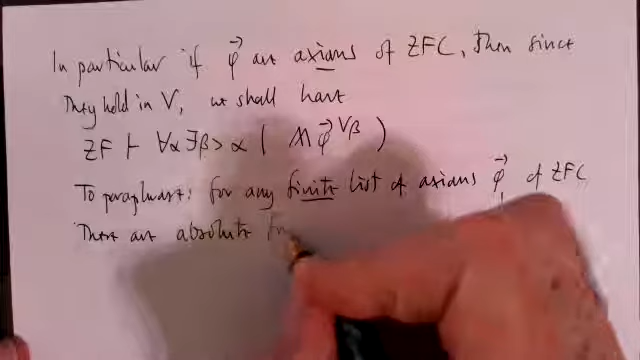 In particular if φ⃗ are axioms of ZFC, then since
they hold in V, we shall have
ZF ⊢ ∀α∃β>α ( ⋀φ⃗^Vβ )
To paraphrase: for any finite list of axioms φ⃗ of ZFC
There are absolute